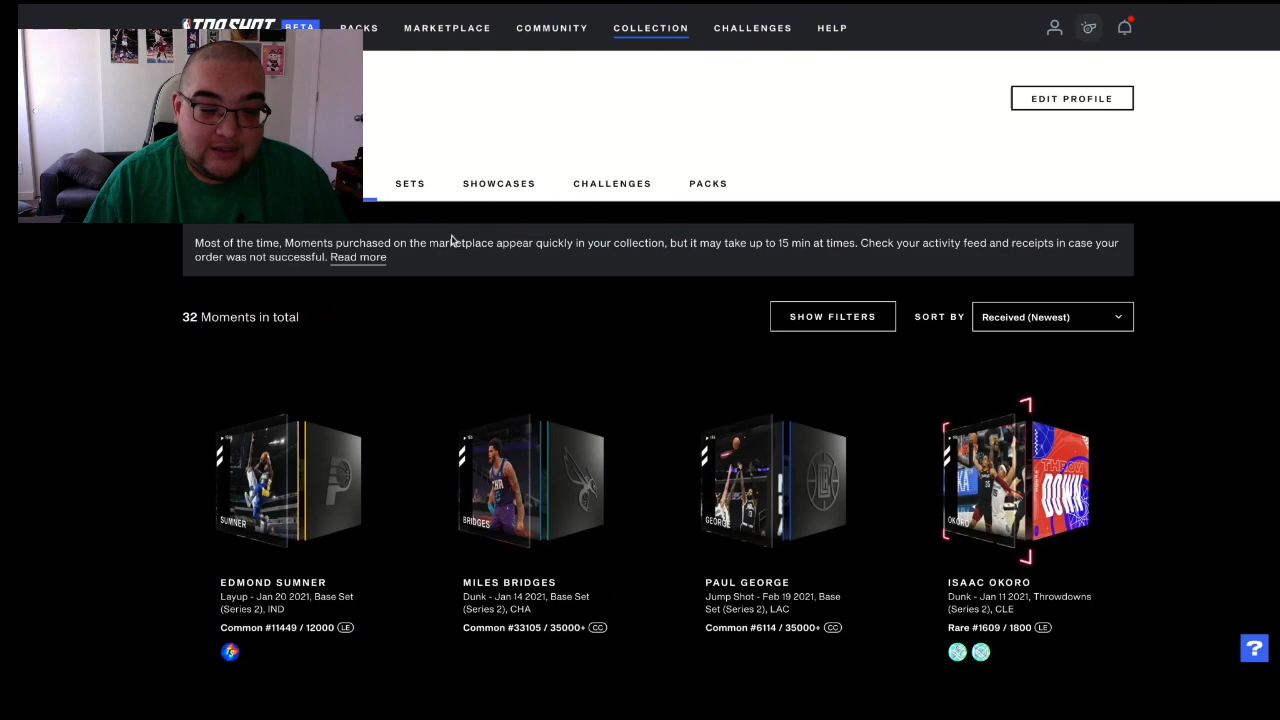 TOP SHOT BETA PACKS MARKETPLACE COMMUNITY COLLECTION CHALLENGES HELP
EDIT PROFILE
SETS SHOWCASES CHALLENGES PACKS
Most of the time, Moments purchased on the marketplace appear quickly in your collection, but it may take up to 15 min at times. Check your activity feed and receipts in case your
order was not successful. Read more
32 Moments in total
SHOW FILTERS SORT BY Received (Newest)
SUMNER
BRIDGES
GEORGE
OKORO
THROW
DOWN
EDMOND SUMNER
Layup - Jan 20 2021, Base Set
(Series 2), IND
Common #11449 / 12000 LE
MILES BRIDGES
Dunk - Jan 14 2021, Base Set
(Series 2), CHA
Common #33105 / 35000+ CC
PAUL GEORGE
Jump Shot - Feb 19 2021, Base
Set (Series 2), LAC
Common #6114 / 35000+ CC
ISAAC OKORO
Dunk - Jan 11 2021, Throwdowns
(Series 2), CLE
Rare #1609 / 1800 LE
TS
?